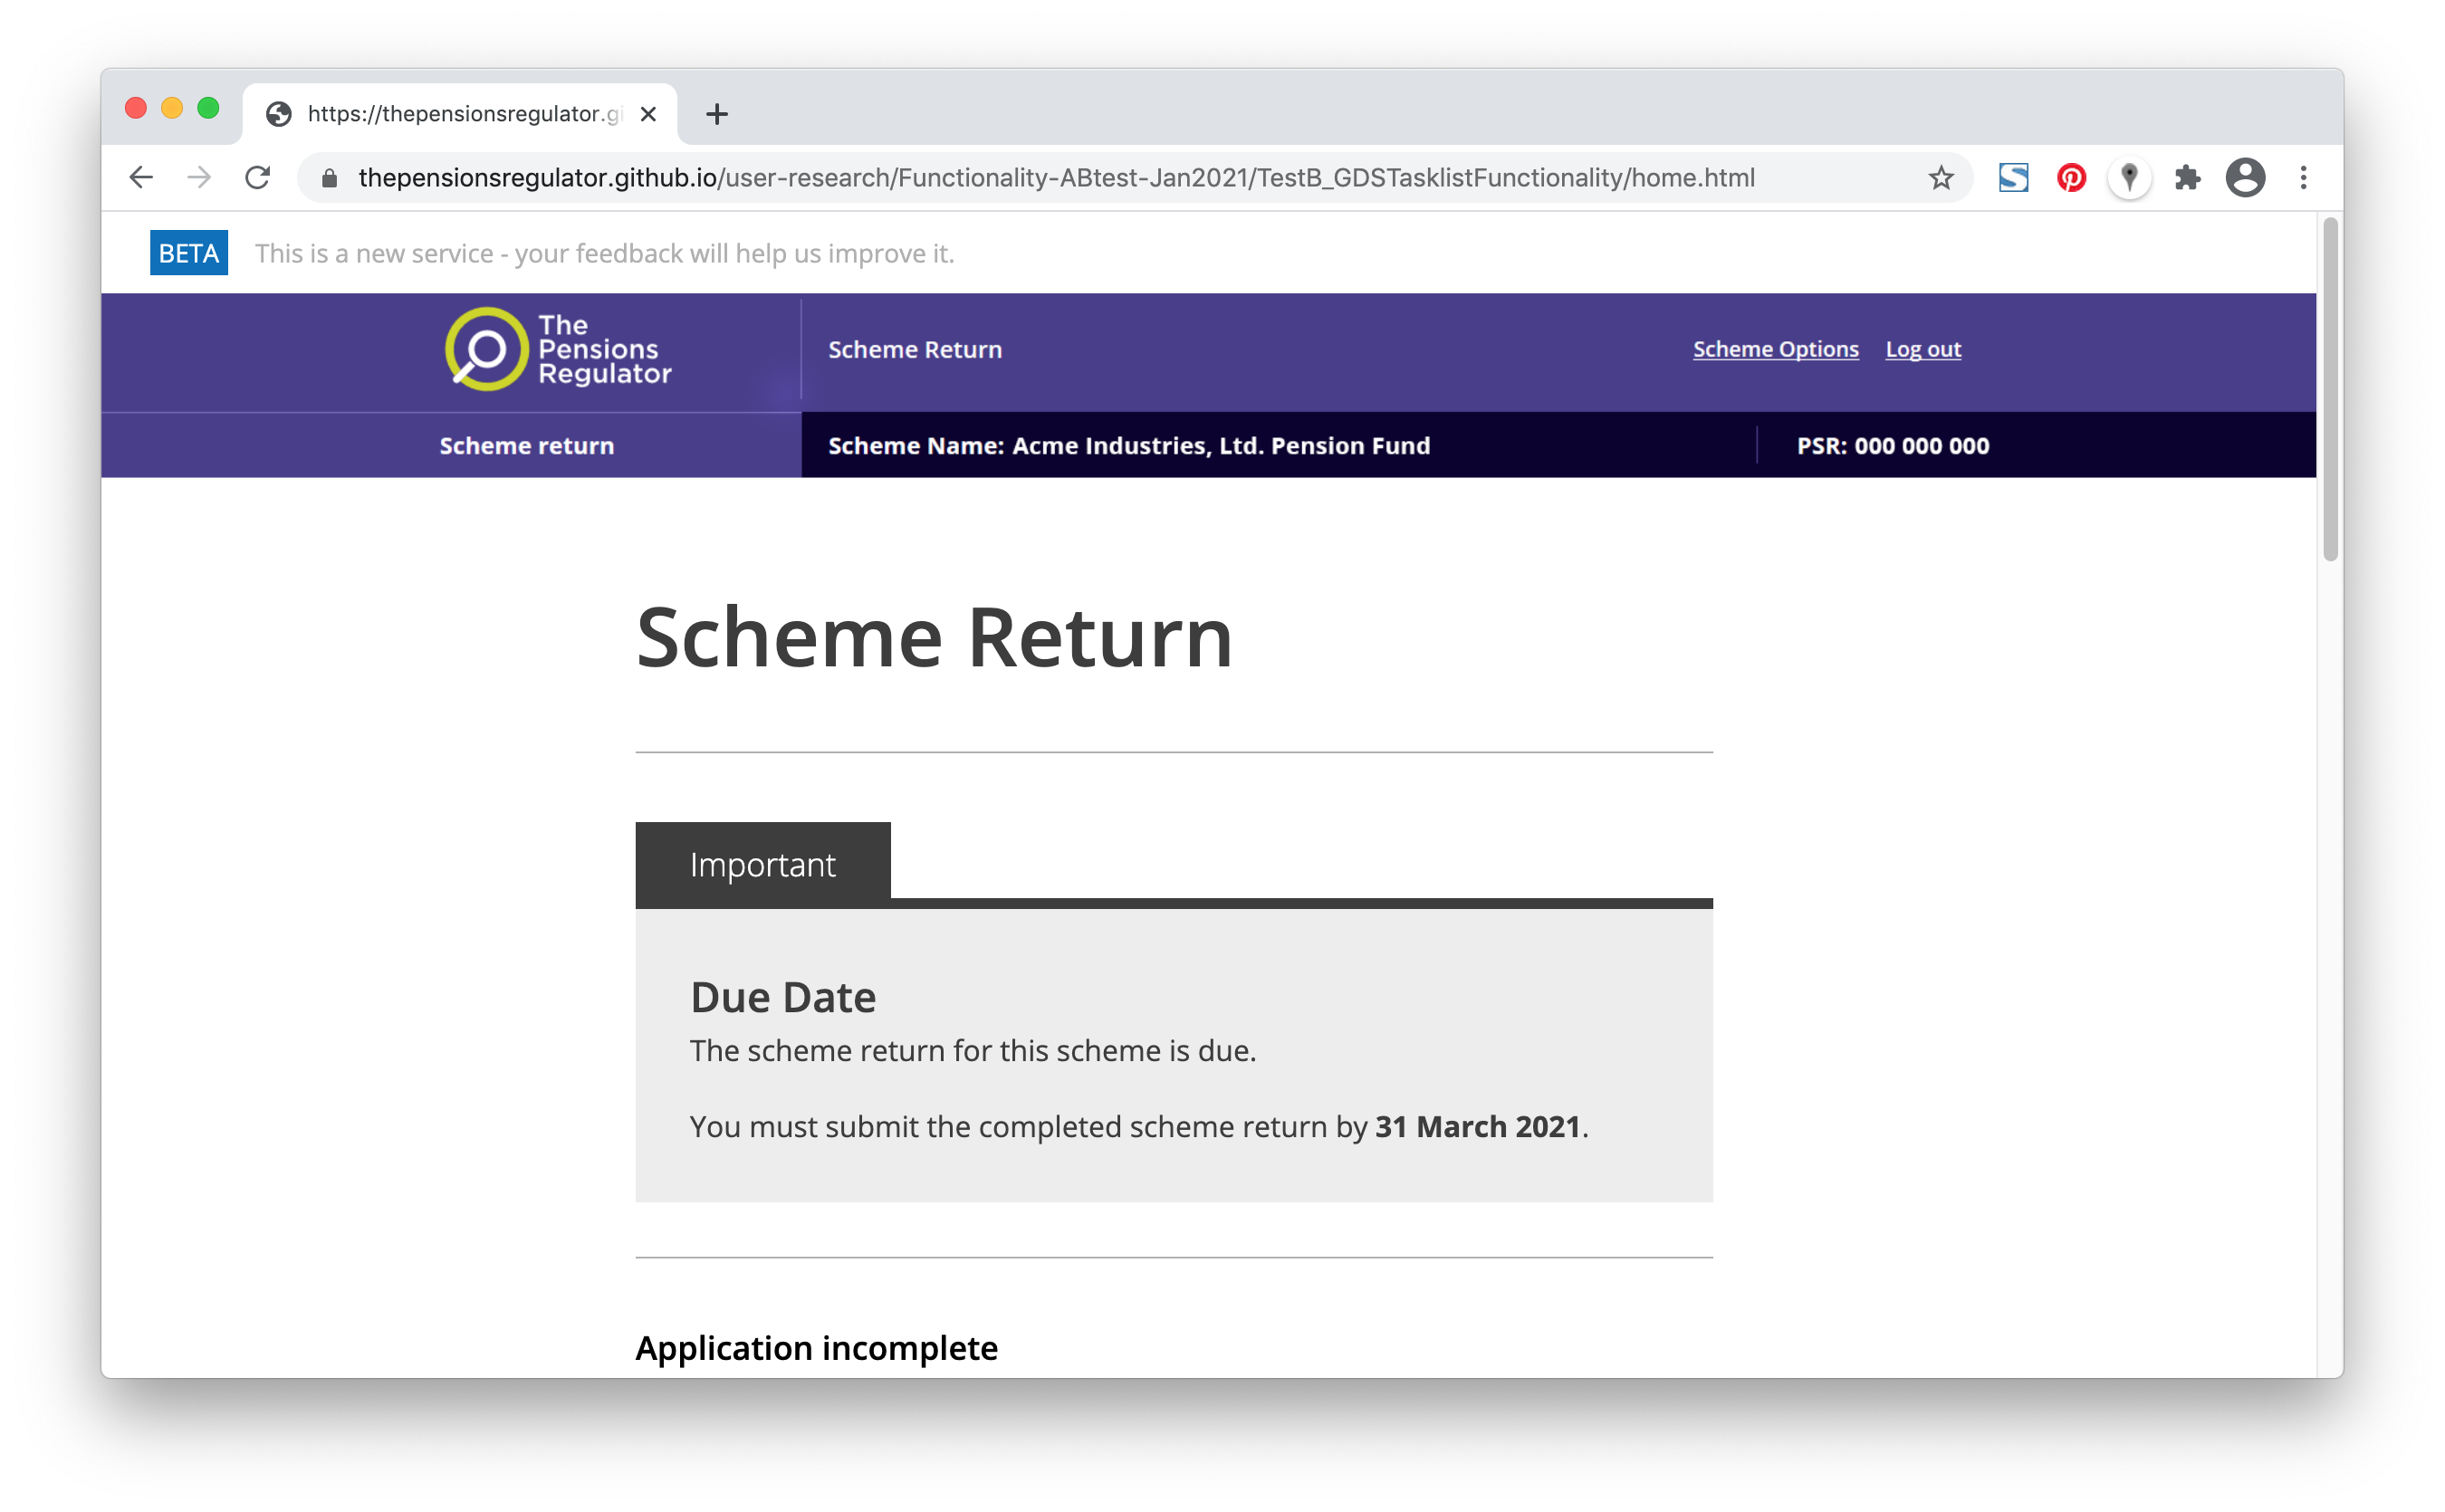 https://thepensionsregulator.gi
thepensionsregulator.github.io/user-research/Functionality-ABtest-Jan2021/TestB_GDSTasklistFunctionality/home.html
BETA This is a new service - your feedback will help us improve it.
The
Pensions
Regulator
Scheme Return
Scheme Options Log out
Scheme return
Scheme Name: Acme Industries, Ltd. Pension Fund
PSR: 000 000 000
Scheme Return
Important
Due Date
The scheme return for this scheme is due.
You must submit the completed scheme return by 31 March 2021.
Application incomplete